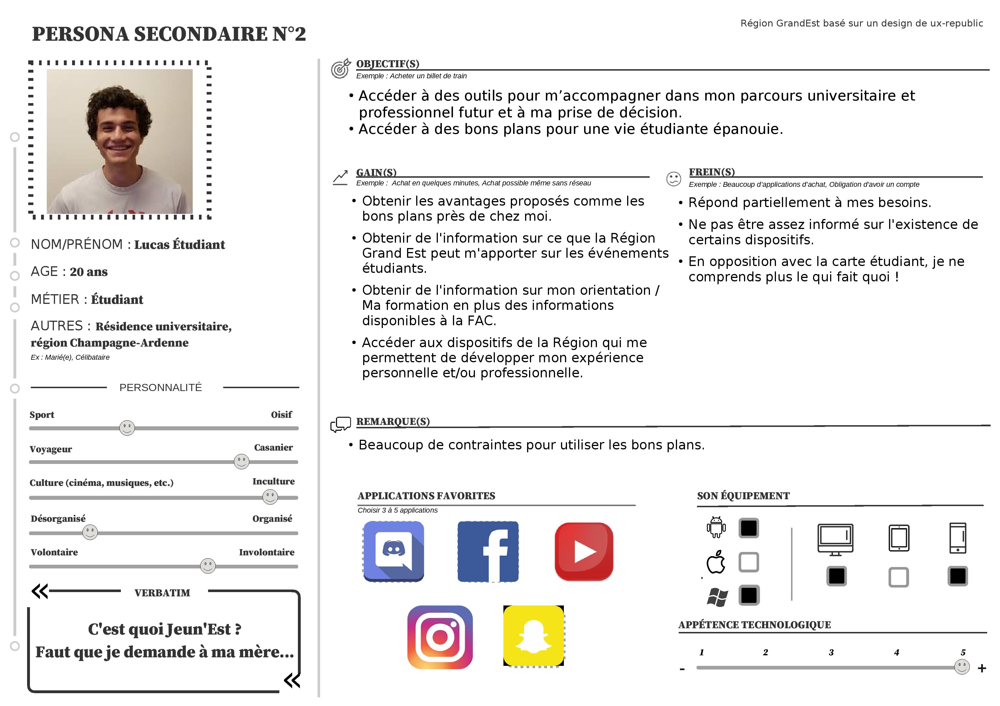 PERSONA SECONDAIRE N°2
Région GrandEst basé sur un design de ux-republic
NOM/PRÉNOM : Lucas Étudiant
AGE : 20 ans
MÉTIER : Étudiant
AUTRES : Résidence universitaire,
région Champagne-Ardenne
Ex : Marié(e), Célibataire
PERSONNALITÉ
Sport Oisif
Voyageur Casanier
Culture (cinéma, musiques, etc.) Inculture
Désorganisé Organisé
Volontaire Involontaire
«
VERBATIM
C'est quoi Jeun'Est ?
Faut que je demande à ma mère...
«
OBJECTIF(S)
Exemple : Acheter un billet de train
• Accéder à des outils pour m’accompagner dans mon parcours universitaire et
professionnel futur et à ma prise de décision.
• Accéder à des bons plans pour une vie étudiante épanouie.
GAIN(S)
Exemple : Achat en quelques minutes, Achat possible même sans réseau
• Obtenir les avantages proposés comme les
bons plans près de chez moi.
• Obtenir de l'information sur ce que la Région
Grand Est peut m'apporter sur les événements
étudiants.
• Obtenir de l'information sur mon orientation /
Ma formation en plus des informations
disponibles à la FAC.
• Accéder aux dispositifs de la Région qui me
permettent de développer mon expérience
personnelle et/ou professionnelle.
FREIN(S)
Exemple : Beaucoup d’applications d’achat, Obligation d’avoir un compte
• Répond partiellement à mes besoins.
• Ne pas être assez informé sur l'existence de
certains dispositifs.
• En opposition avec la carte étudiant, je ne
comprends plus le qui fait quoi !
REMARQUE(S)
• Beaucoup de contraintes pour utiliser les bons plans.
APPLICATIONS FAVORITES
Choisir 3 à 5 applications
SON ÉQUIPEMENT
APPÉTENCE TECHNOLOGIQUE
1 2 3 4 5
- +